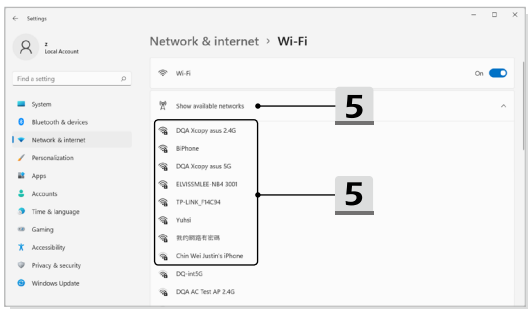 Settings
z
Local Account
Find a setting
System
Bluetooth & devices
Network & internet
Personalization
Apps
Accounts
Time & language
Gaming
Accessibility
Privacy & security
Windows Update
Network & internet > Wi-Fi
Wi-Fi
On
Show available networks
5
DQA Xcopy asus 2.4G
BiPhone
DQA Xcopy asus 5G
ELVISSMLEE-NB4 3001
TP-LINK_F14C94
Yuhsi
5
我的網路有密碼
Chin Wei Justin's iPhone
DQ-int5G
DQA AC Test AP 2.4G